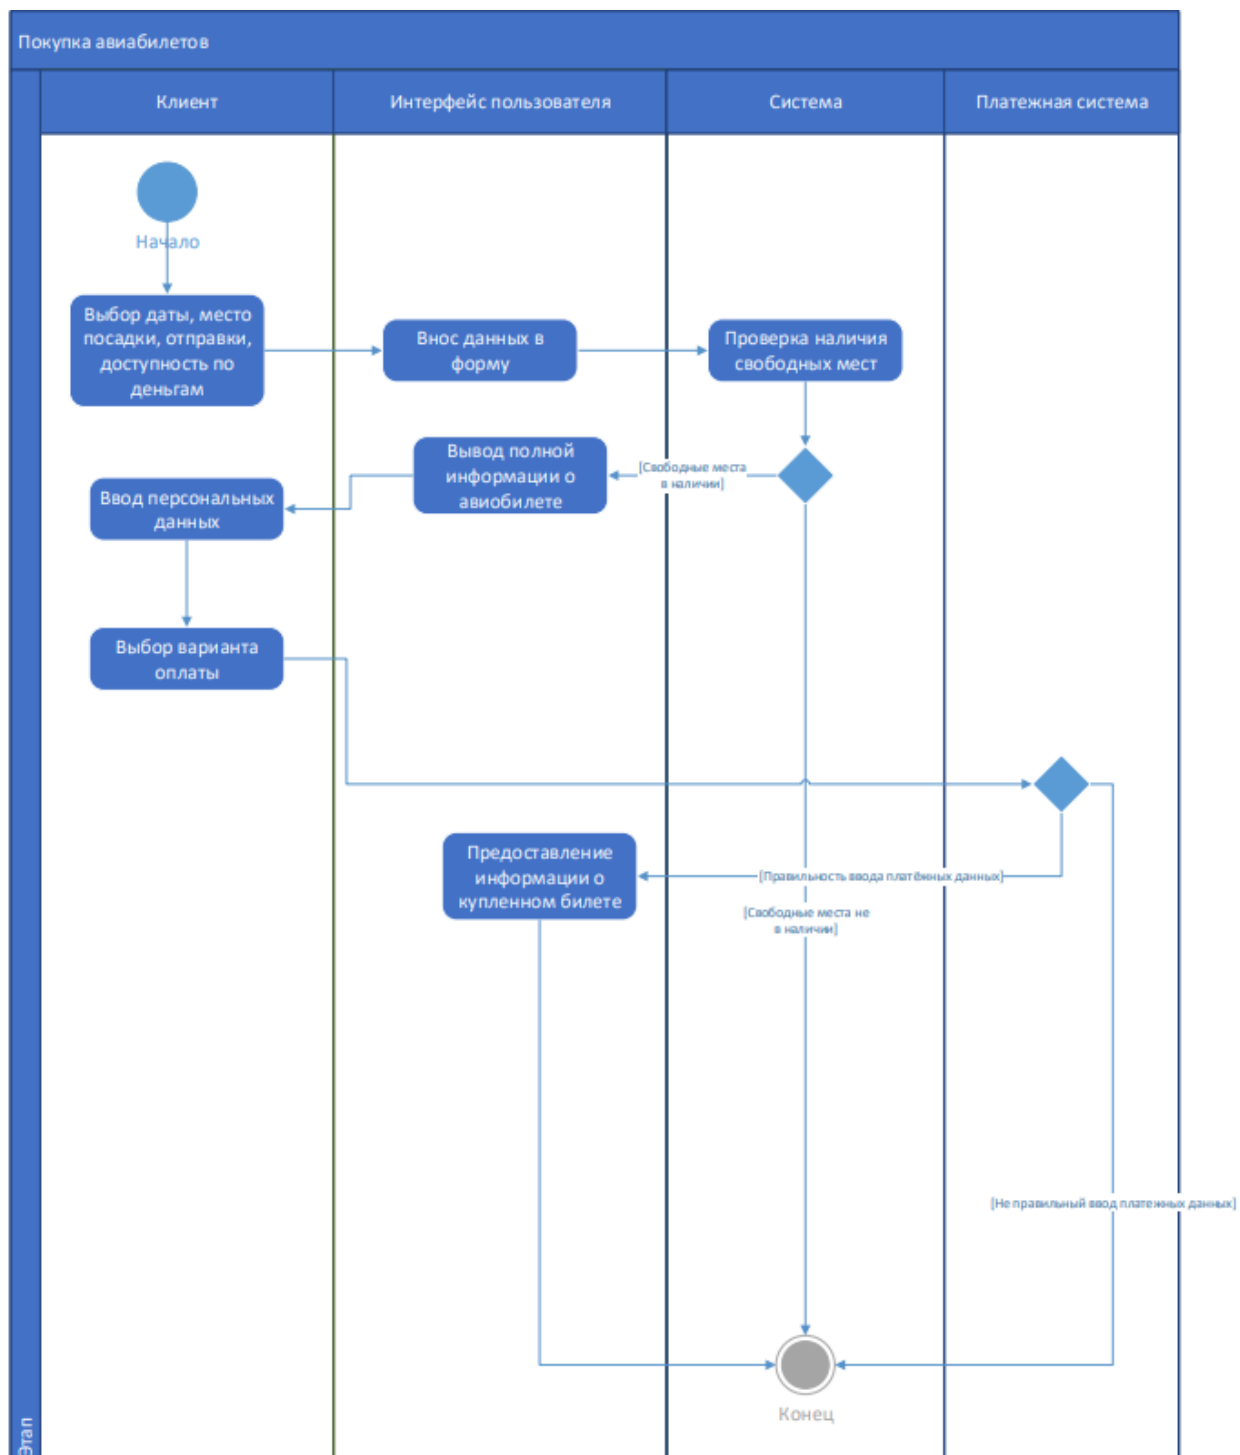 Покупка авиабилетов
Клиент
Интерфейс пользователя
Система
Платежная система
Начало
Выбор даты, место
посадки, отправки,
доступность по
деньгам
Внос данных в
форму
Проверка наличия
свободных мест
Вывод полной
информации о
авиобилете
[Свободные места
в наличии]
Ввод персональных
данных
Выбор варианта
оплаты
Предоставление
информации о
купленном билете
[Правильность ввода платёжных данных]
[Свободные места не
в наличии]
[Не правильный ввод платежных данных]
Конец
Этап